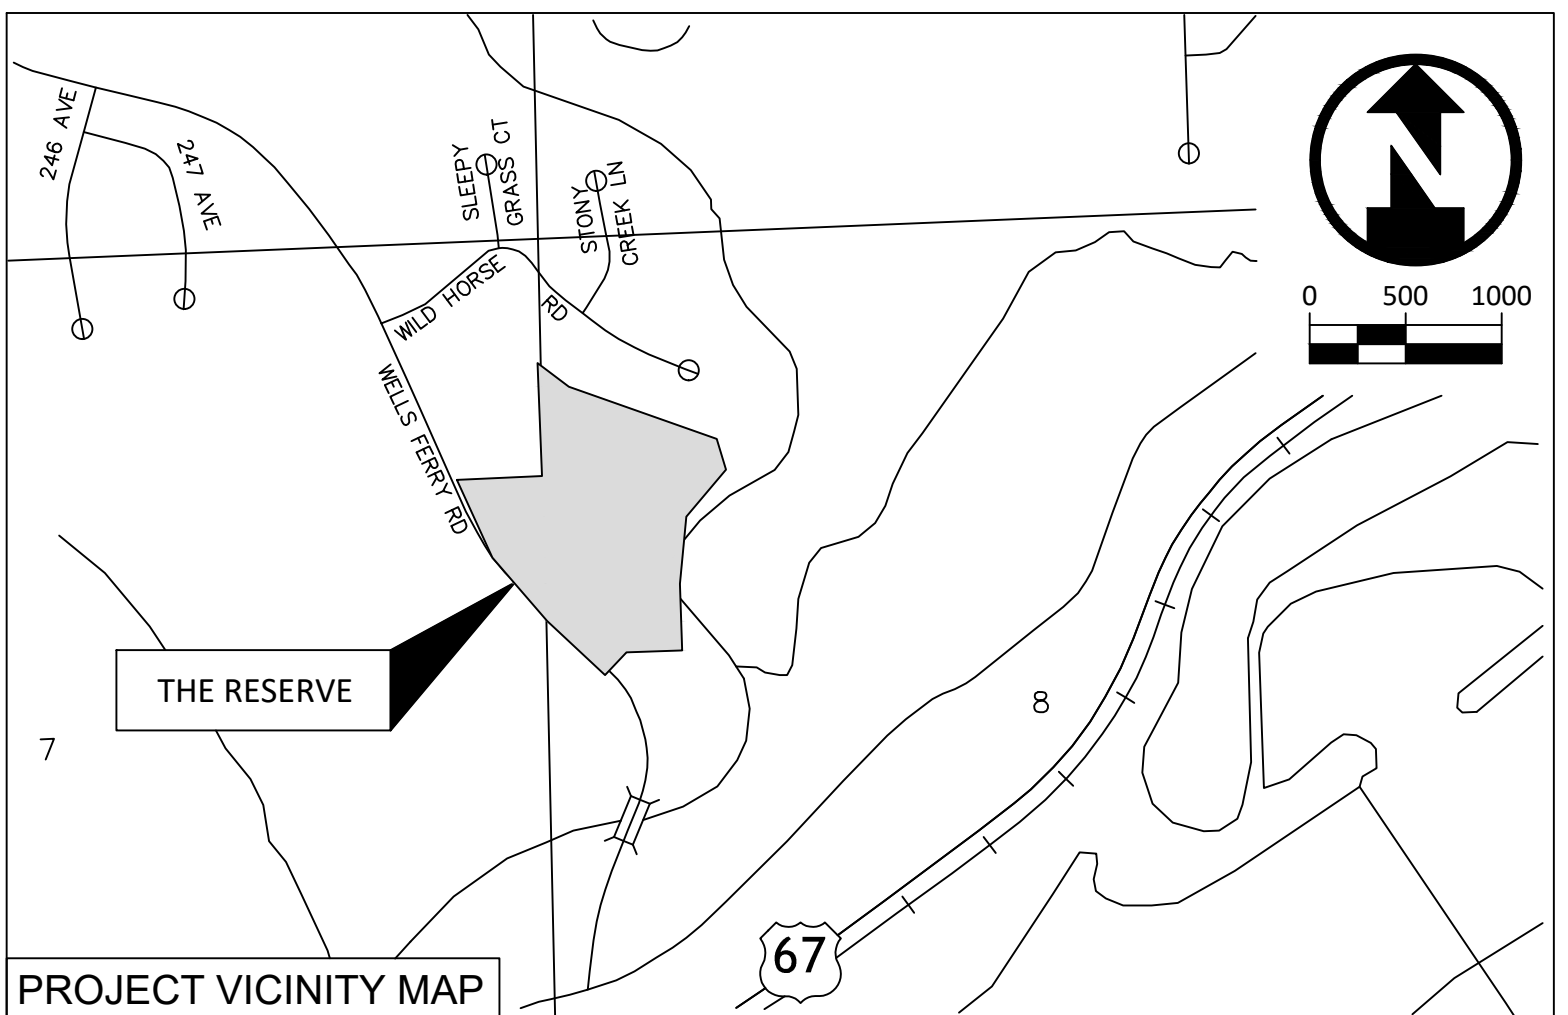 246 AVE
247 AVE
SLEEPY
GRASS CT
STONY
CREEK LN
N
0 500 1000
WILD HORSE
RD
WELLS FERRY RD
THE RESERVE
7
8
67
PROJECT VICINITY MAP